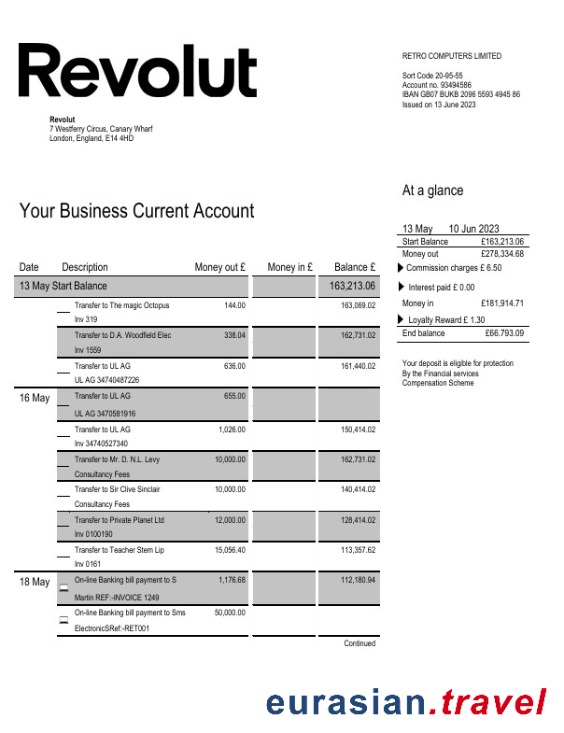 Revolut
RETRO COMPUTERS LIMITED
Sort Code 20-95-55
Account no. 93494586
IBAN GB07 BUKB 2096 5593 4945 86
Issued on 13 June 2023
Revolut
7 Westferry Circus, Canary Wharf
London, England, E14 4HD
At a glance
13 May 10 Jun 2023
Start Balance £163,213.06
Money out £278,334.68
Commission charges £ 6.50
Interest paid £ 0.00
Money in £181,914.71
Loyalty Reward £ 1.30
End balance £66.793.09
Your deposit is eligible for protection
By the Financial services
Compensation Scheme
Your Business Current Account
Date Description Money out £ Money in £ Balance £
13 May Start Balance 163,213.06
Transfer to The magic Octopus 144.00 163,069.02
Inv 319
Transfer to D.A. Woodfield Elec 338.04 162,731.02
Inv 1559
Transfer to UL AG 636.00 161,440.02
UL AG 34740487226
16 May Transfer to UL AG 655.00
UL AG 3470581916
Transfer to UL AG 1,026.00 150,414.02
Inv 34740527340
Transfer to Mr. D. N.L. Levy 10,000.00 162,731.02
Consultancy Fees
Transfer to Sir Clive Sinclair 10,000.00 140,414.02
Consultancy Fees
Transfer to Private Planet Ltd 12,000.00 128,414.02
Inv 0100190
Transfer to Teacher Stem Lip 15,056.40 113,357.62
Inv 0161
18 May On-line Banking bill payment to S 1,176.68 112,180.94
Martin REF:-INVOICE 1249
On-line Banking bill payment to Sms 50,000.00
ElectronicSRef:-RET001
Continued
eurasian.travel